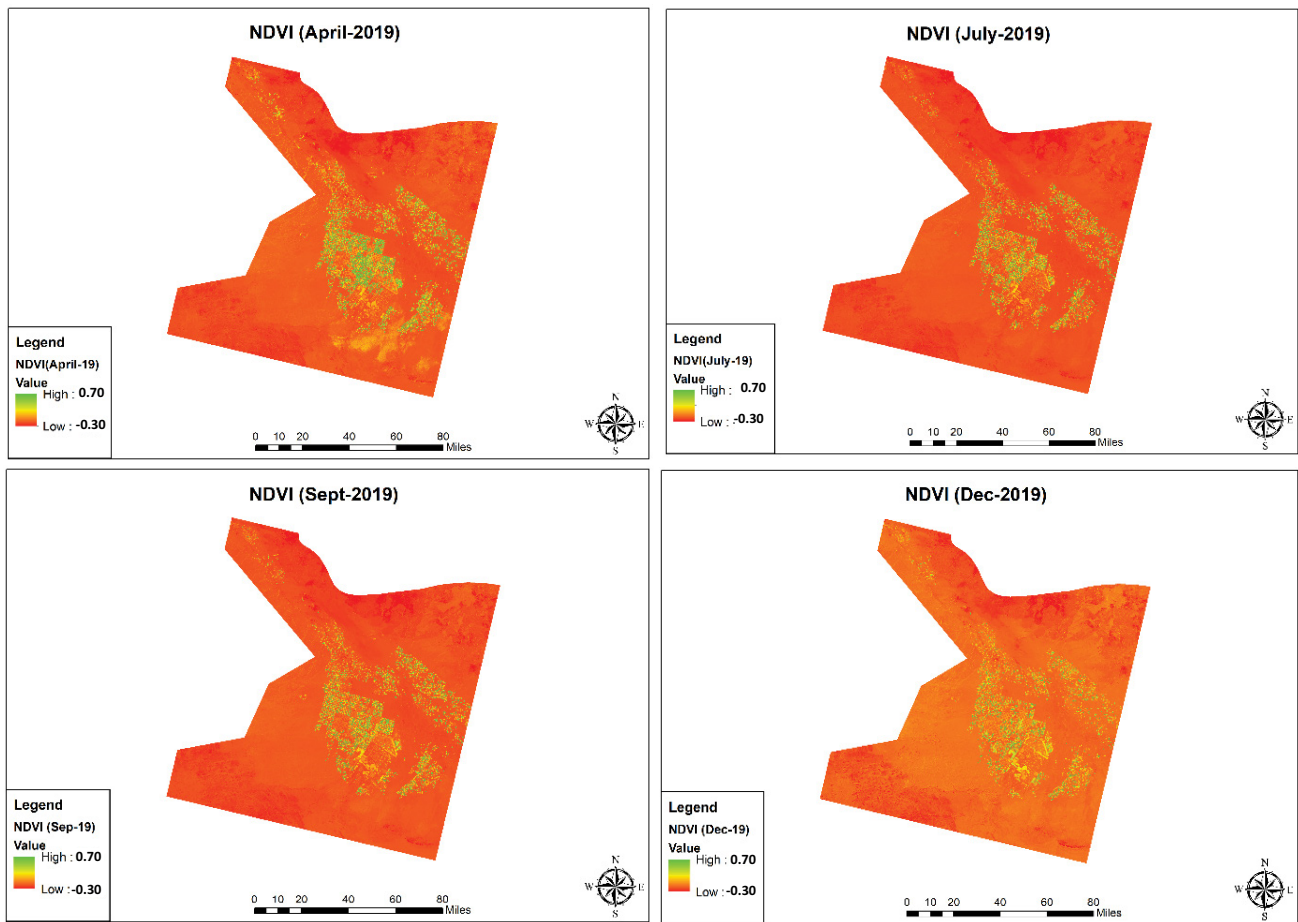 NDVI (April-2019)
Legend
NDVI(April-19)
Value
High : 0.70
Low : -0.30
N
W E
S
0 10 20 40 60 80
Miles
NDVI (July-2019)
Legend
NDVI(July-19)
Value
High : 0.70
Low : -0.30
N
W E
S
0 10 20 40 60 80
Miles
NDVI (Sept-2019)
Legend
NDVI (Sep-19)
Value
High : 0.70
Low : -0.30
N
W E
S
0 10 20 40 60 80
Miles
NDVI (Dec-2019)
Legend
NDVI (Dec-19)
Value
High : 0.70
Low : -0.30
N
W E
S
0 10 20 40 60 80
Miles